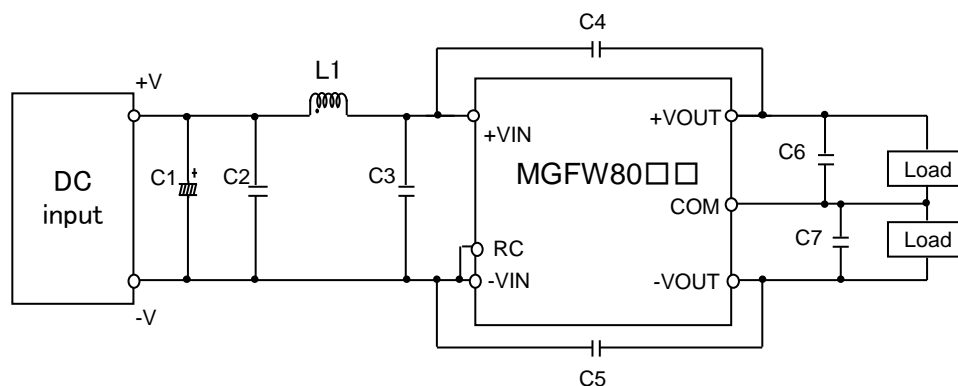 C4
L1
+V
+VIN
+VOUT
C1
+
C2
C3
C6
MGFW80□□
Load
DC
input
COM
C7
Load
RC
-VIN
-VOUT
-V
C5